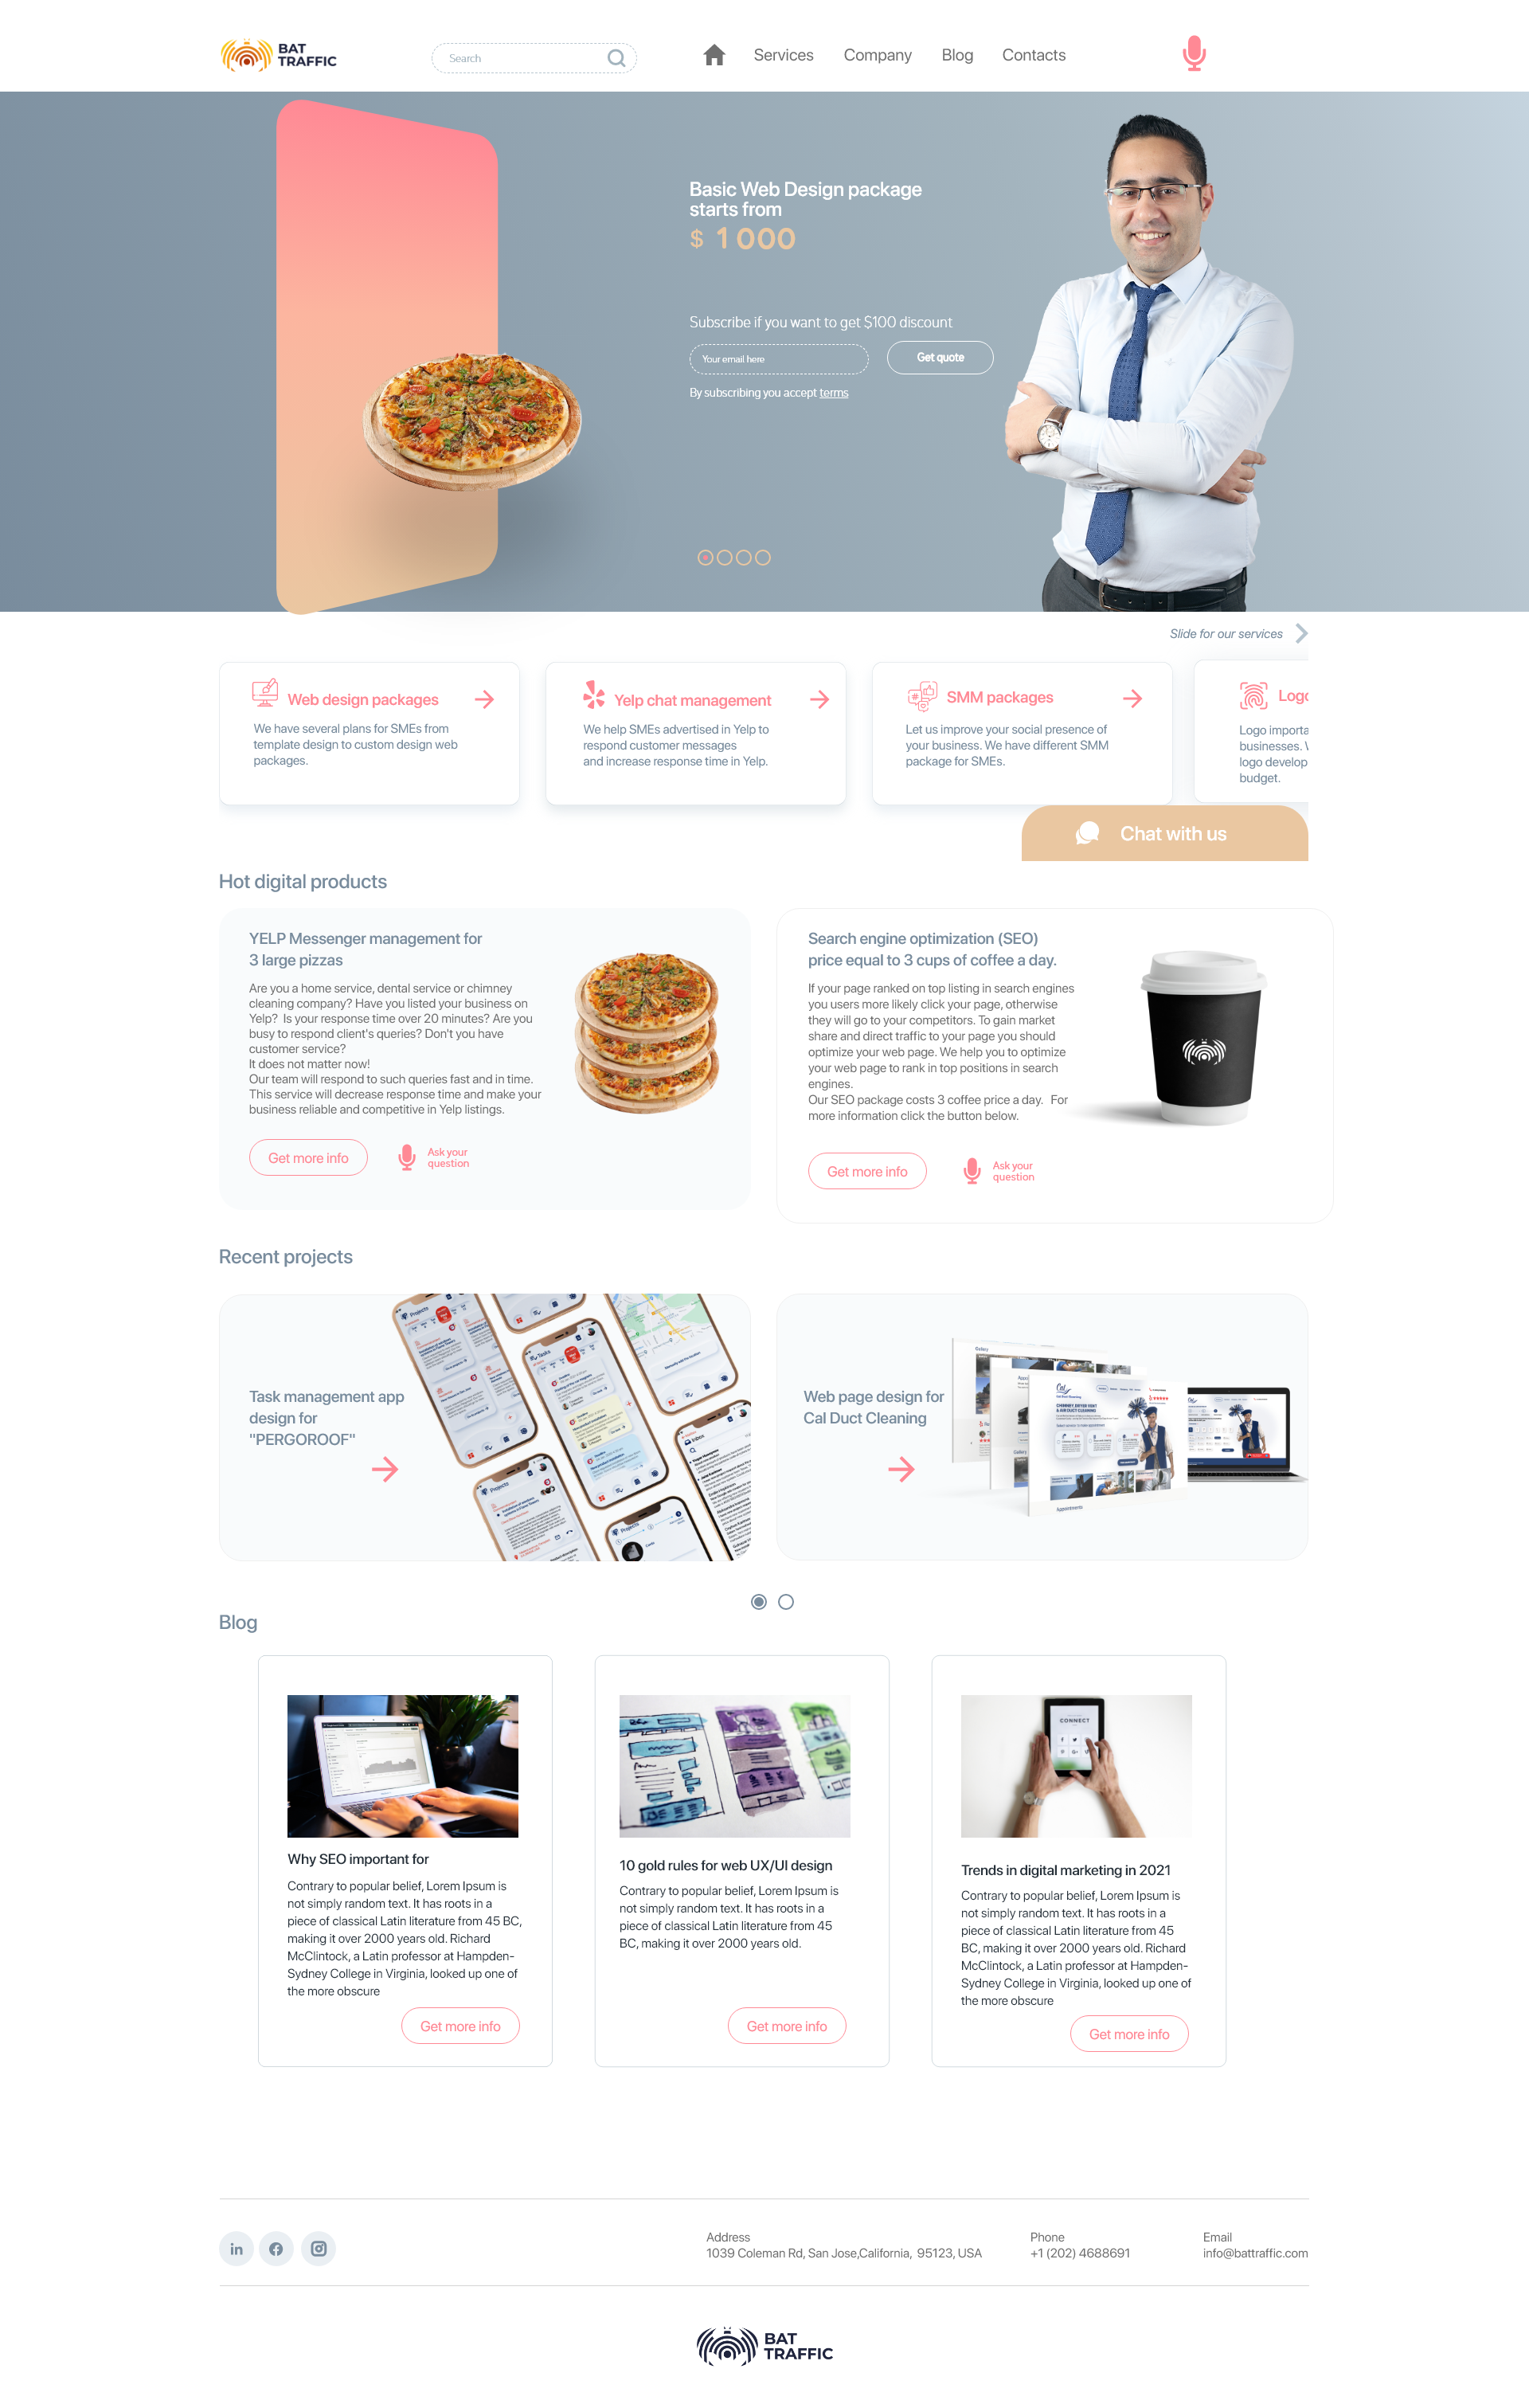 BAT
TRAFFIC
Search
Services
Company
Blog
Contacts
Basic Web Design package
starts from
$ 1 000
Subscribe if you want to get $100 discount
Your email here
Get quote
By subscribing you accept terms
Slide for our services
Web design packages
We have several plans for SMEs from
template design to custom design web
packages.
Yelp chat management
We help SMEs advertised in Yelp to
respond customer messages
and increase response time in Yelp.
SMM packages
Let us improve your social presence of
your business. We have different SMM
package for SMEs.
Logo
Logo importa
businesses.
logo develop
budget.
Chat with us
Hot digital products
YELP Messenger management for
3 large pizzas
Are you a home service, dental service or chimney
cleaning company? Have you listed your business on
Yelp?  Is your response time over 20 minutes? Are you
busy to respond client's queries? Don't you have
customer service?
It does not matter now!
Our team will respond to such queries fast and in time.
This service will decrease response time and make your
business reliable and competitive in Yelp listings.
Get more info
Ask your
question
Search engine optimization (SEO)
price equal to 3 cups of coffee a day.
If your page ranked on top listing in search engines
you users more likely click your page, otherwise
they will go to your competitors. To gain market
share and direct traffic to your page you should
optimize your web page. We help you to optimize
your web page to rank in top positions in search
engines.
Our SEO package costs 3 coffee price a day.  For
more information click the button below.
Get more info
Ask your
question
Recent projects
Task management app
design for
"PERGOROOF"
Projects
Tasks
Inbox
Projects
Projects
Web page design for
Cal Duct Cleaning
Gallery
Gallery
CHIMNEY, DRYER VENT
& AIR DUCT CLEANING
Appointments
Blog
Why SEO important for
Contrary to popular belief, Lorem Ipsum is
not simply random text. It has roots in a
piece of classical Latin literature from 45 BC,
making it over 2000 years old. Richard
McClintock, a Latin professor at Hampden-
Sydney College in Virginia, looked up one of
the more obscure
Get more info
10 gold rules for web UX/UI design
Contrary to popular belief, Lorem Ipsum is
not simply random text. It has roots in a
piece of classical Latin literature from 45
BC, making it over 2000 years old.
Get more info
CONNECT
Trends in digital marketing in 2021
Contrary to popular belief, Lorem Ipsum is
not simply random text. It has roots in a
piece of classical Latin literature from 45
BC, making it over 2000 years old. Richard
McClintock, a Latin professor at Hampden-
Sydney College in Virginia, looked up one of
the more obscure
Get more info
in
Address
1039 Coleman Rd, San Jose,California,  95123, USA
Phone
+1 (202) 4688691
Email
info@battraffic.com
BAT
TRAFFIC